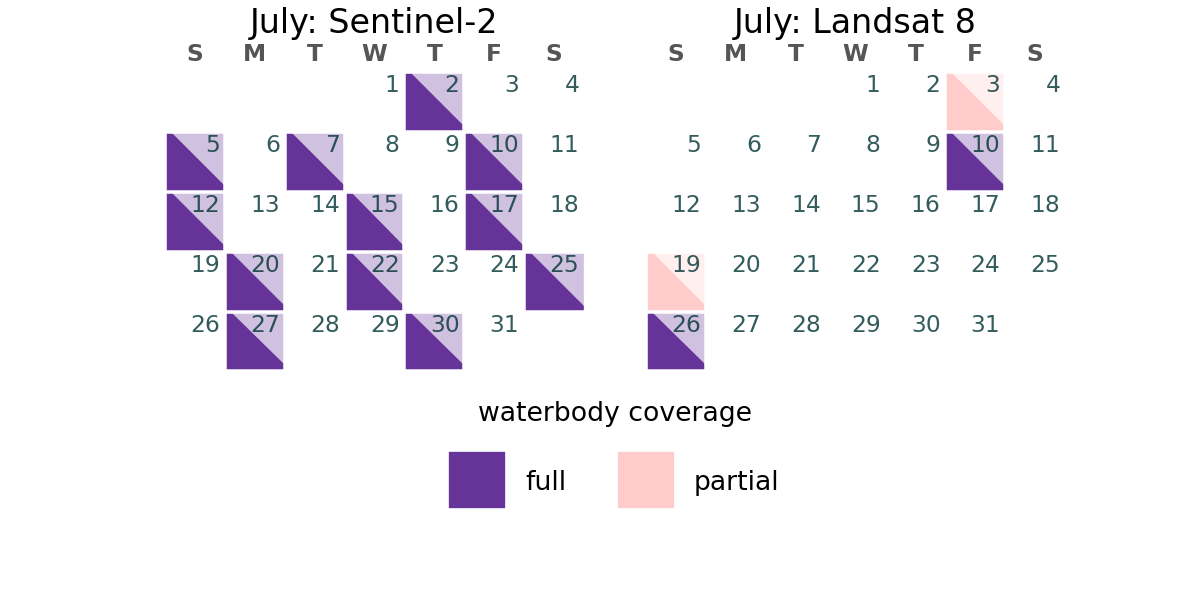 July: Sentinel-2
S M T W T F S
1 2 3 4
5 6 7 8 9 10 11
12 13 14 15 16 17 18
19 20 21 22 23 24 25
26 27 28 29 30 31
July: Landsat 8
S M T W T F S
1 2 3 4
5 6 7 8 9 10 11
12 13 14 15 16 17 18
19 20 21 22 23 24 25
26 27 28 29 30 31
waterbody coverage
full partial